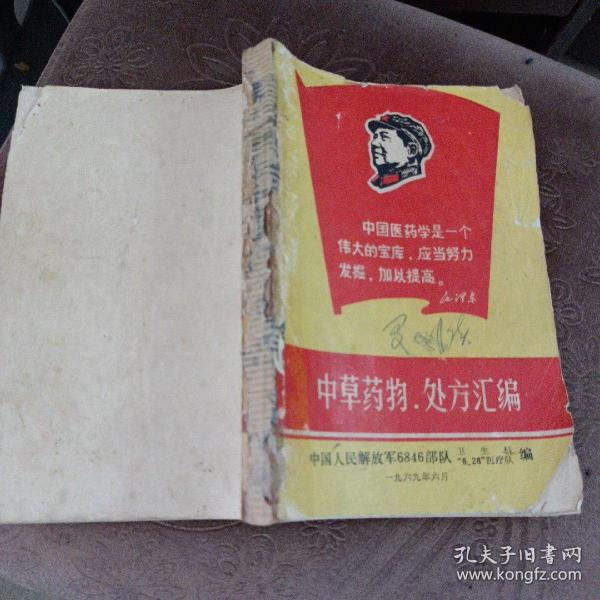 中国医药学是一个
伟大的宝库，应当努力
发掘，加以提高。
毛泽东
中草药物.处方汇编
中国人民解放军6846部队 卫生科 "6.26"医疗队 编
一九六九年六月
孔夫子旧书网
www.kongfz.com